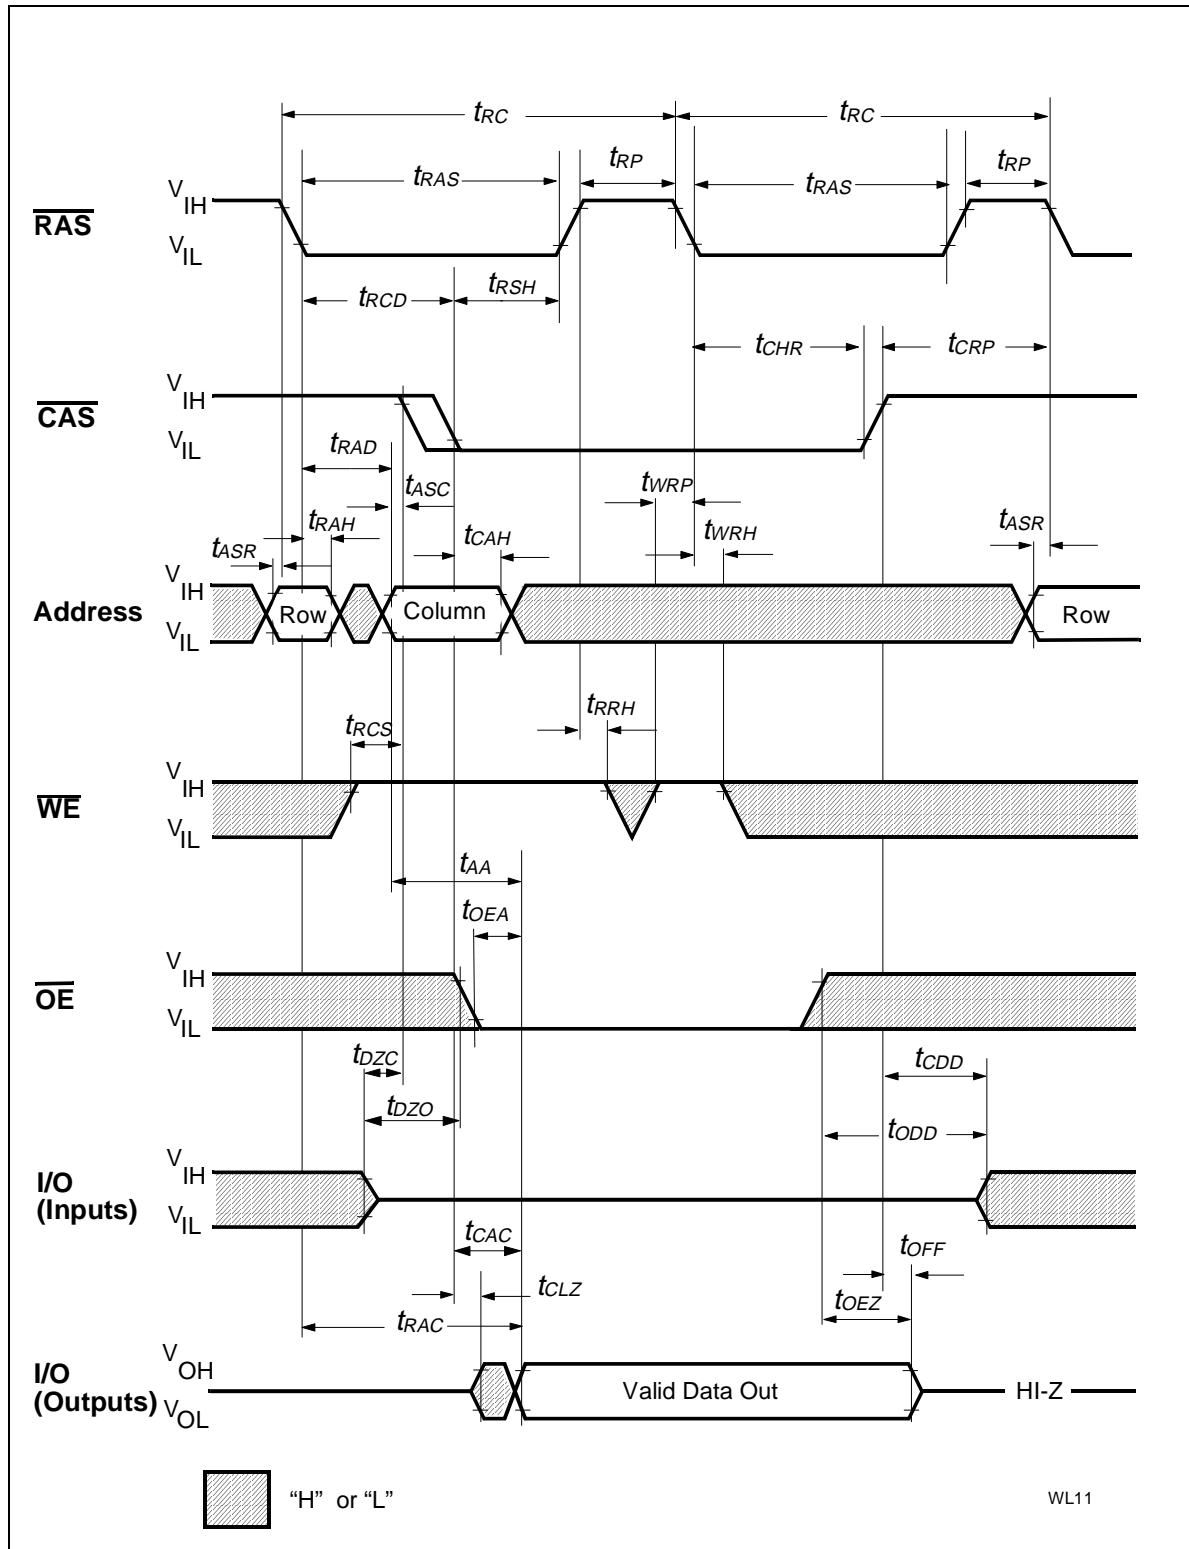 tRC tRC
tRAS tRP tRAS tRP
RAS VIH
VIL
tRCD tRSH
tCHR tCRP
CAS VIH
VIL
tRAD
tASC tWRP
tRAH tCAH tWRH
tASR tASR
Address VIH
VIL
Row Column Row
tRCS tRRH
WE VIH
VIL
tAA
tOEA
OE VIH
VIL
tDZC tCDD
tDZO tODD
I/O
(Inputs) VIH
VIL
tCAC tOFF
tCLZ tOEZ
tRAC
I/O
(Outputs) VOH
VOL
Valid Data Out HI-Z
“H” or “L”
WL11